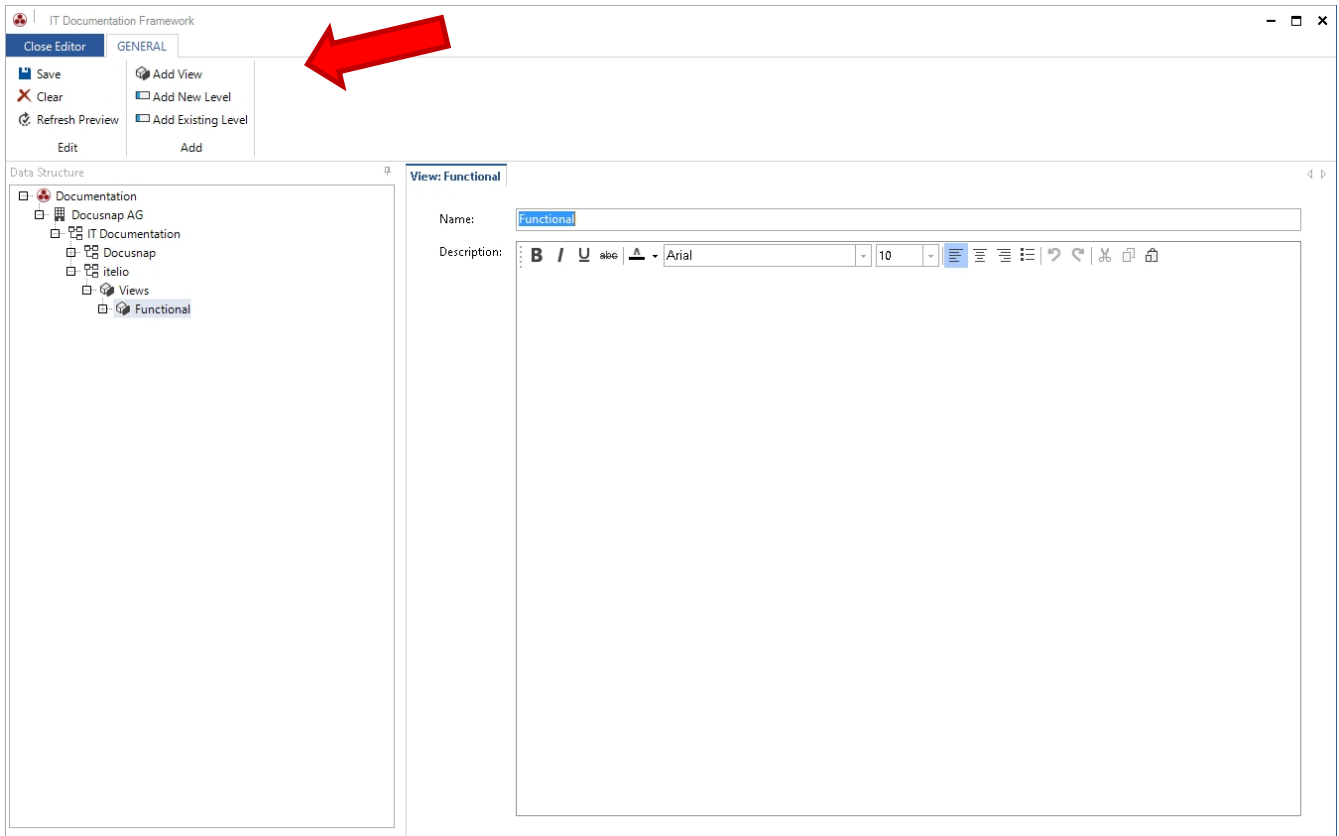 IT Documentation Framework
Close Editor GENERAL
Save Add View
Clear Add New Level
Refresh Preview Add Existing Level
Edit Add
Data Structure
View: Functional
Documentation
Docusnap AG
IT Documentation
Docusnap
itelio
Views
Functional
Name: Functional
Description: B I U abc A Arial 10